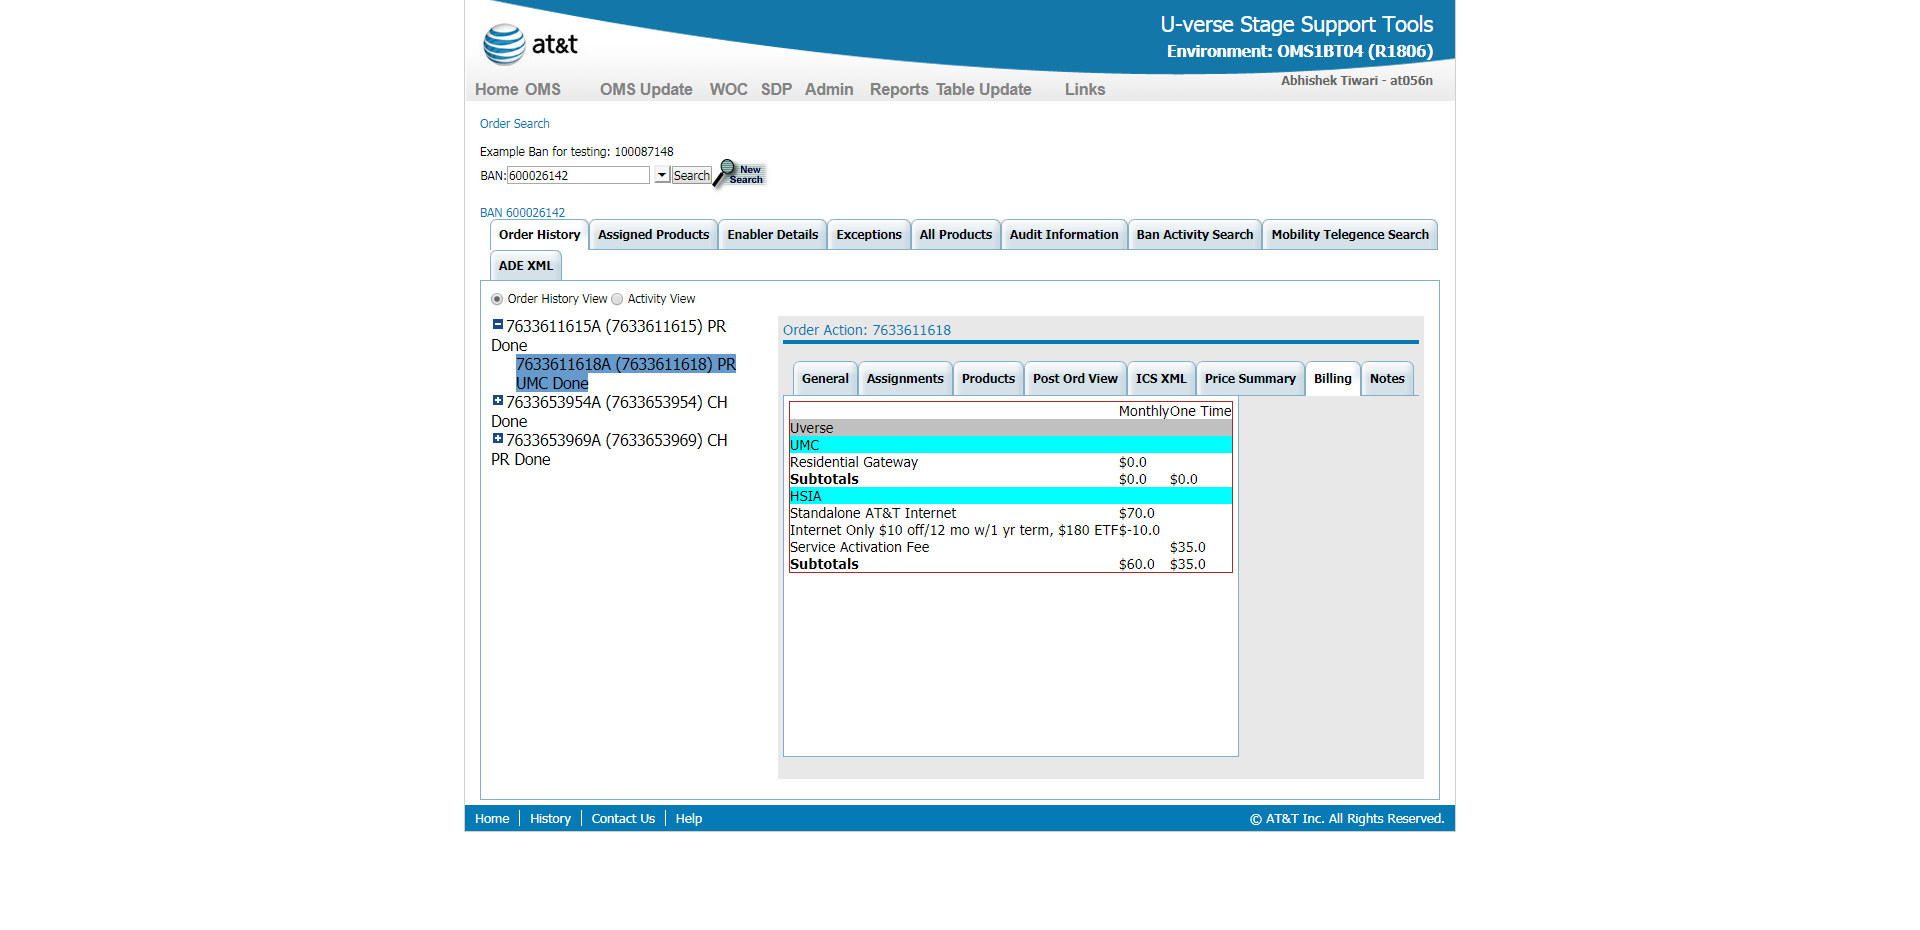 at&t
U-verse Stage Support Tools
Environment: OMS1BT04 (R1806)
Abhishek Tiwari - at056n
Home OMS OMS Update WOC SDP Admin Reports Table Update Links
Order Search
Example Ban for testing: 100087148
BAN: 600026142 Search New Search
BAN 600026142
Order History Assigned Products Enabler Details Exceptions All Products Audit Information Ban Activity Search Mobility Telegence Search
ADE XML
Order History View Activity View
7633611615A (7633611615) PR
Done
7633611618A (7633611618) PR
UMC Done
7633653954A (7633653954) CH
Done
7633653969A (7633653969) CH
PR Done
Order Action: 7633611618
General Assignments Products Post Ord View ICS XML Price Summary Billing Notes
Monthly One Time
Uverse
UMC
Residential Gateway $0.0
Subtotals $0.0 $0.0
HSIA
Standalone AT&T Internet $70.0
Internet Only $10 off/12 mo w/1 yr term, $180 ETF $-10.0
Service Activation Fee $35.0
Subtotals $60.0 $35.0
Home History Contact Us Help
© AT&T Inc. All Rights Reserved.